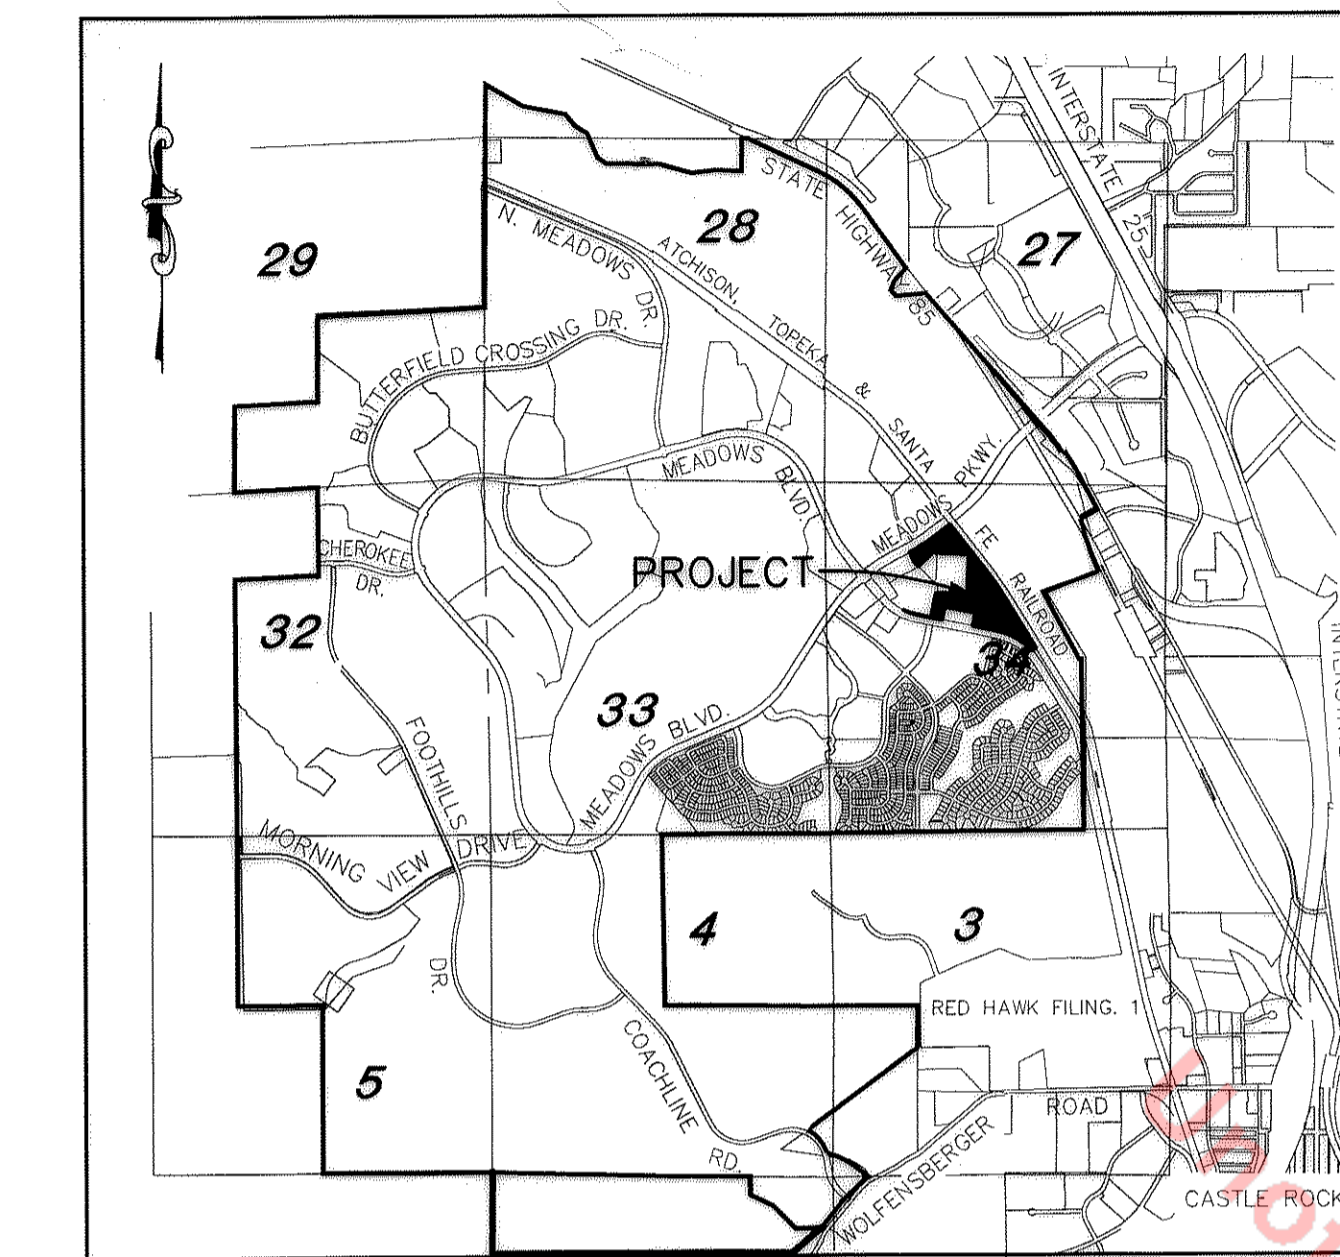 INTERSTATE 25
STATE HIGHWAY 85
28
27
29
N. MEADOWS DR.
ATCHISON, TOPEKA & SANTA FE RAILROAD
BUTTERFIELD CROSSING DR.
MEADOWS BLVD.
MEADOWS PKWY.
CHEROKEE DR.
PROJECT
32
34
33
MEADOWS BLVD.
FOOTHILLS DR.
MORNING VIEW DRIVE
4
3
RED HAWK FILING. 1
5
COACHLINE RD.
WOLFENSBERGER ROAD
CASTLE ROCK